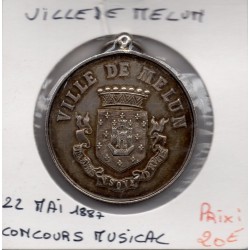 VILLE DE MELUN
VILLE DE MELUN
22 MAI 1887
CONCOURS MUSICAL
Prix:
20€